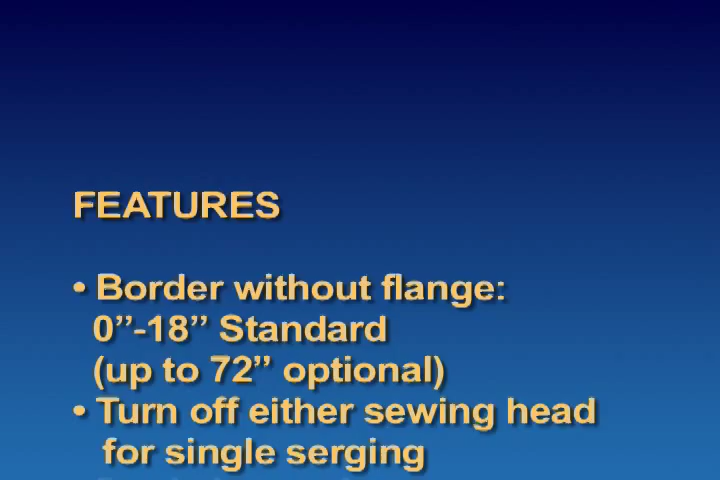 FEATURES
• Border without flange:
0”-18” Standard
(up to 72” optional)
• Turn off either sewing head
for single serging